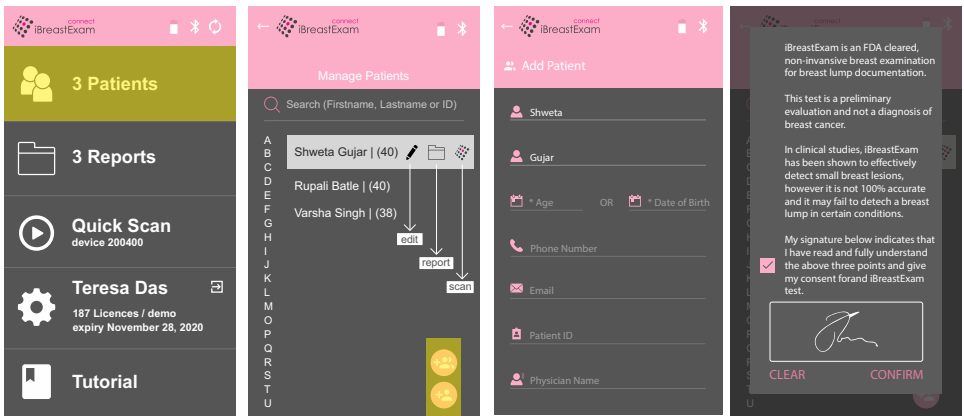 connect
iBreastExam
3 Patients
3 Reports
Quick Scan
device 200400
Teresa Das
187 Licences / demo
expiry November 28, 2020
Tutorial
connect
iBreastExam
Manage Patients
Search (Firstname, Lastname or ID)
A
B
C
D
E
F
G
H
I
J
K
L
M
O
P
Q
R
S
T
U
Shweta Gujar | (40)
Rupali Batle | (40)
Varsha Singh | (38)
edit
report
scan
connect
iBreastExam
Add Patient
Shweta
Gujar
* Age
OR
* Date of Birth
Phone Number
Email
Patient ID
Physician Name
connect
iBreastExam
iBreastExam is an FDA cleared,
non-invansive breast examination
for breast lump documentation.
This test is a preliminary
evaluation and not a diagnosis of
breast cancer.
In clinical studies, iBreastExam
has been shown to effectively
detect small breast lesions,
however it is not 100% accurate
and it may fail to detech a breast
lump in certain conditions.
My signature below indicates that
I have read and fully understand
the above three points and give
my consent forand iBreastExam
test.
CLEAR
CONFIRM
U